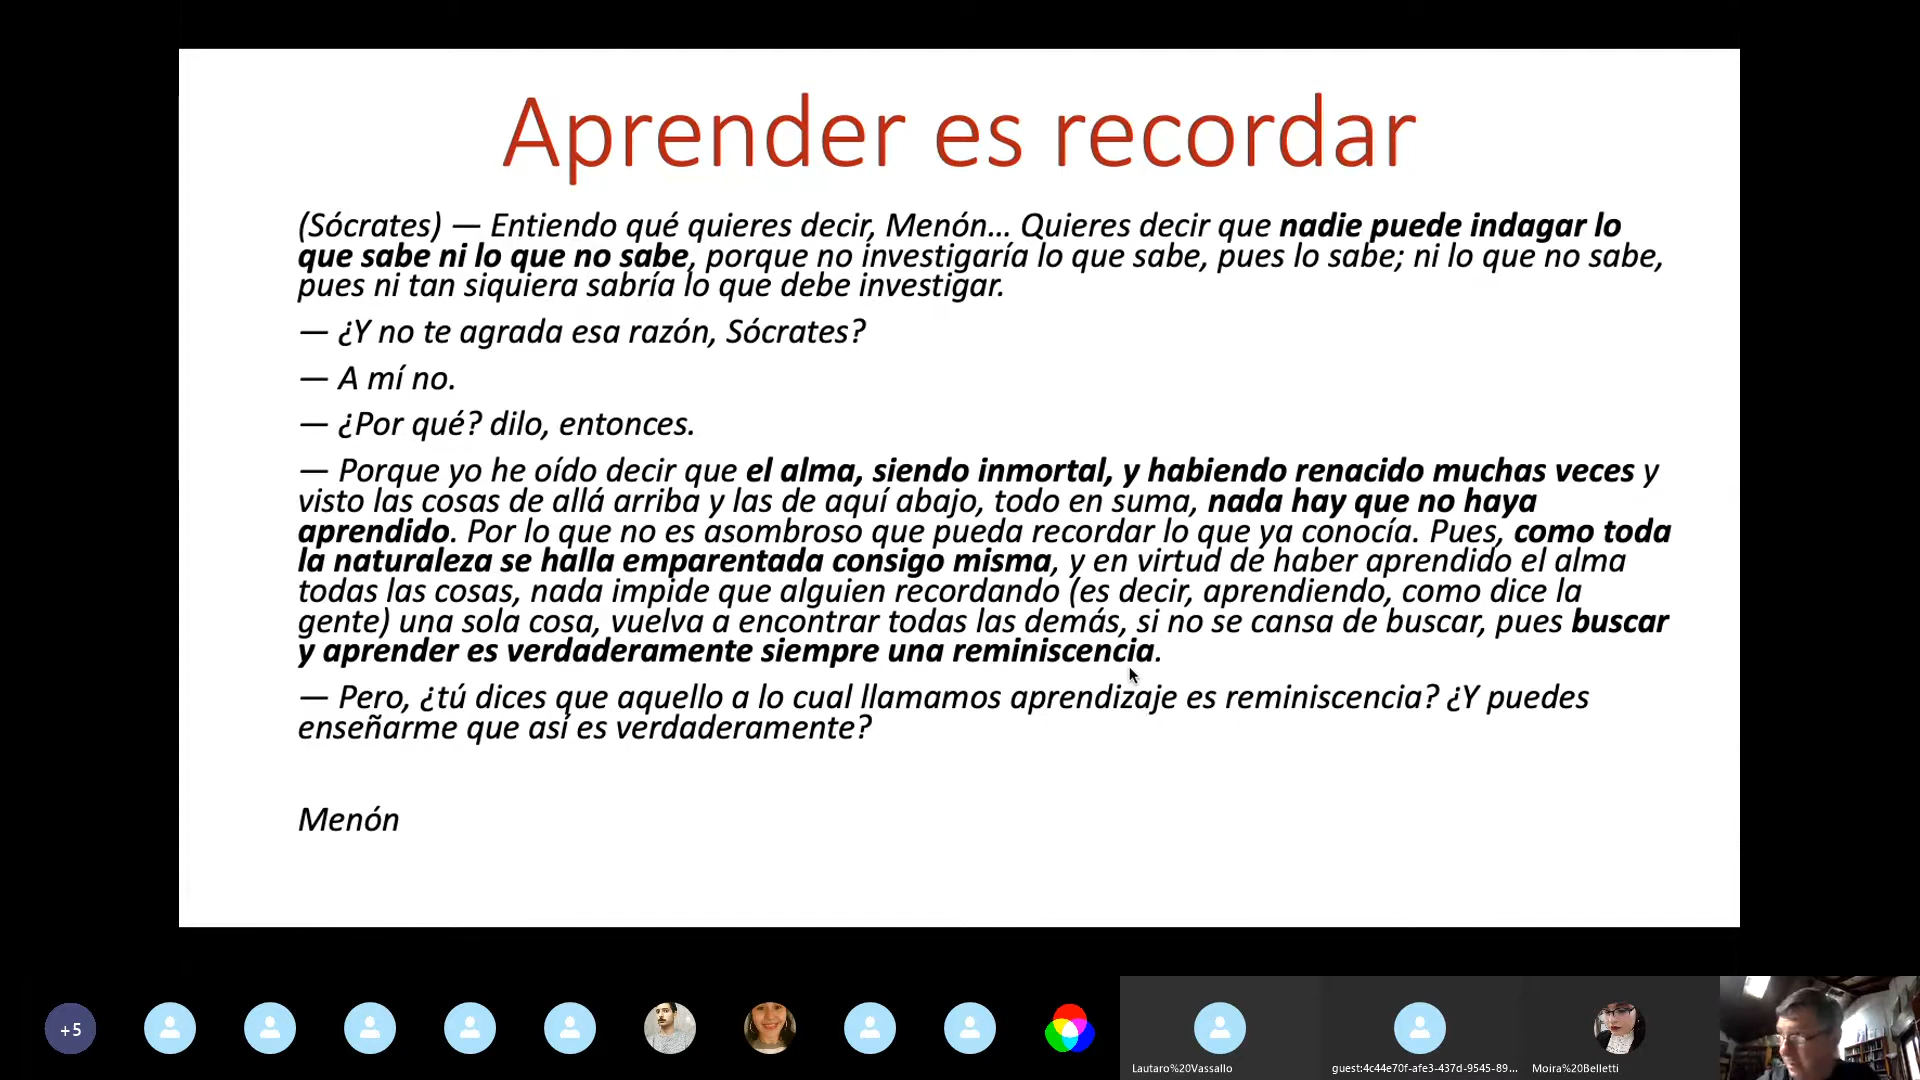 Aprender es recordar
(Sócrates) — Entiendo qué quieres decir, Menón... Quieres decir que nadie puede indagar lo
que sabe ni lo que no sabe, porque no investigaría lo que sabe, pues lo sabe; ni lo que no sabe,
pues ni tan siquiera sabría lo que debe investigar.
— ¿Y no te agrada esa razón, Sócrates?
— A mí no.
— ¿Por qué? dilo, entonces.
— Porque yo he oído decir que el alma, siendo inmortal, y habiendo renacido muchas veces y
visto las cosas de allá arriba y las de aquí abajo, todo en suma, nada hay que no haya
aprendido. Por lo que no es asombroso que pueda recordar lo que ya conocía. Pues, como toda
la naturaleza se halla emparentada consigo misma, y en virtud de haber aprendido el alma
todas las cosas, nada impide que alguien recordando (es decir, aprendiendo, como dice la
gente) una sola cosa, vuelva a encontrar todas las demás, si no se cansa de buscar, pues buscar
y aprender es verdaderamente siempre una reminiscencia.
— Pero, ¿tú dices que aquello a lo cual llamamos aprendizaje es reminiscencia? ¿Y puedes
enseñarme que así es verdaderamente?
Menón
+5
Lautaro%20Vassallo
guest:4c44e70f-afe3-437d-9545-89...
Moira%20Belletti